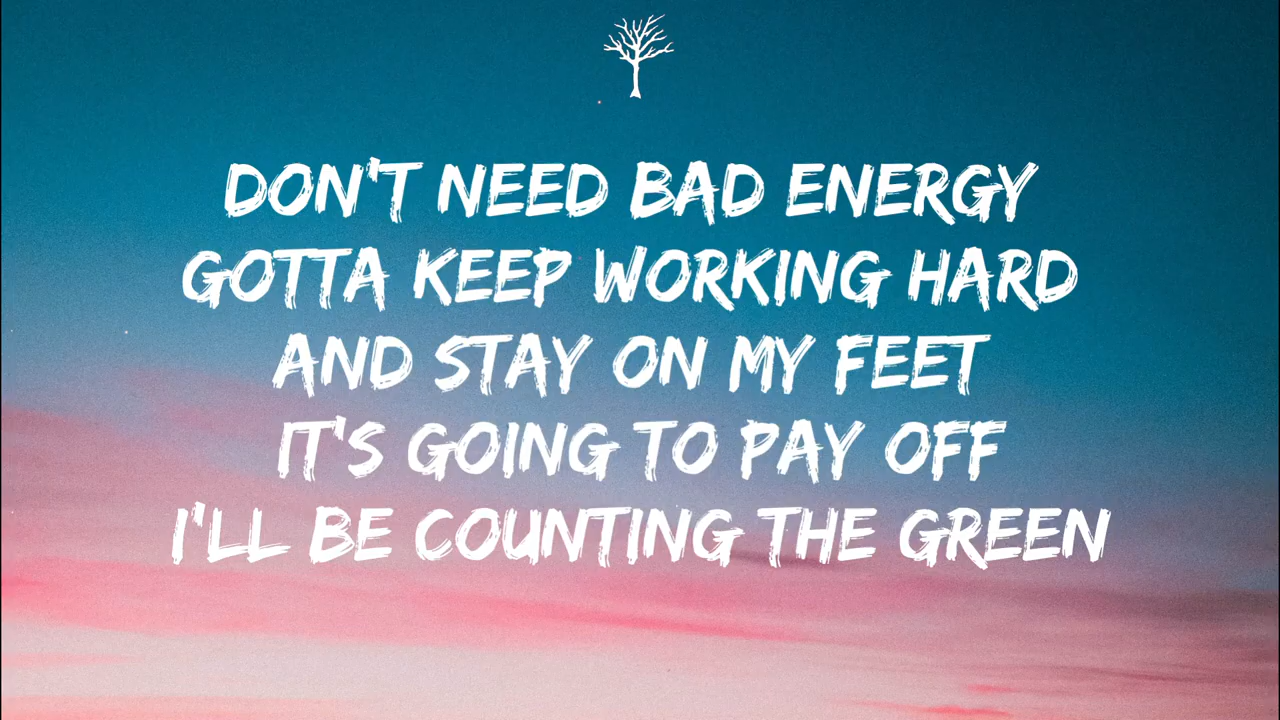 DON'T NEED BAD ENERGY
GOTTA KEEP WORKING HARD
AND STAY ON MY FEET
IT'S GOING TO PAY OFF
I'LL BE COUNTING THE GREEN